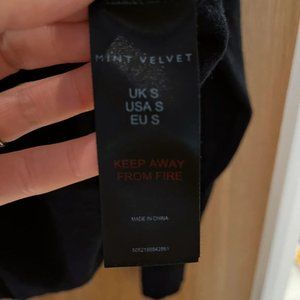 MINT VELVET
UK S
USA S
EU S
KEEP AWAY
FROM FIRE
MADE IN CHINA